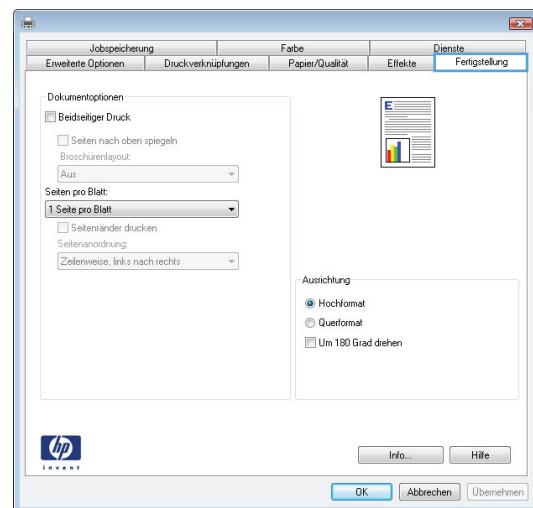 Jobspeicherung
Farbe
Dienste
Erweiterte Optionen
Druckverknüpfungen
Papier/Qualität
Effekte
Fertigstellung
Dokumentoptionen
Beidseitiger Druck
Seiten nach oben spiegeln
Broschürenlayout:
Aus
Seiten pro Blatt:
1 Seite pro Blatt
Seitenränder drucken
Seitenanordnung:
Zeilenweise, links nach rechts
E
Ausrichtung
Hochformat
Querformat
Um 180 Grad drehen
hp
invent
Info...
Hilfe
OK
Abbrechen
Übernehmen